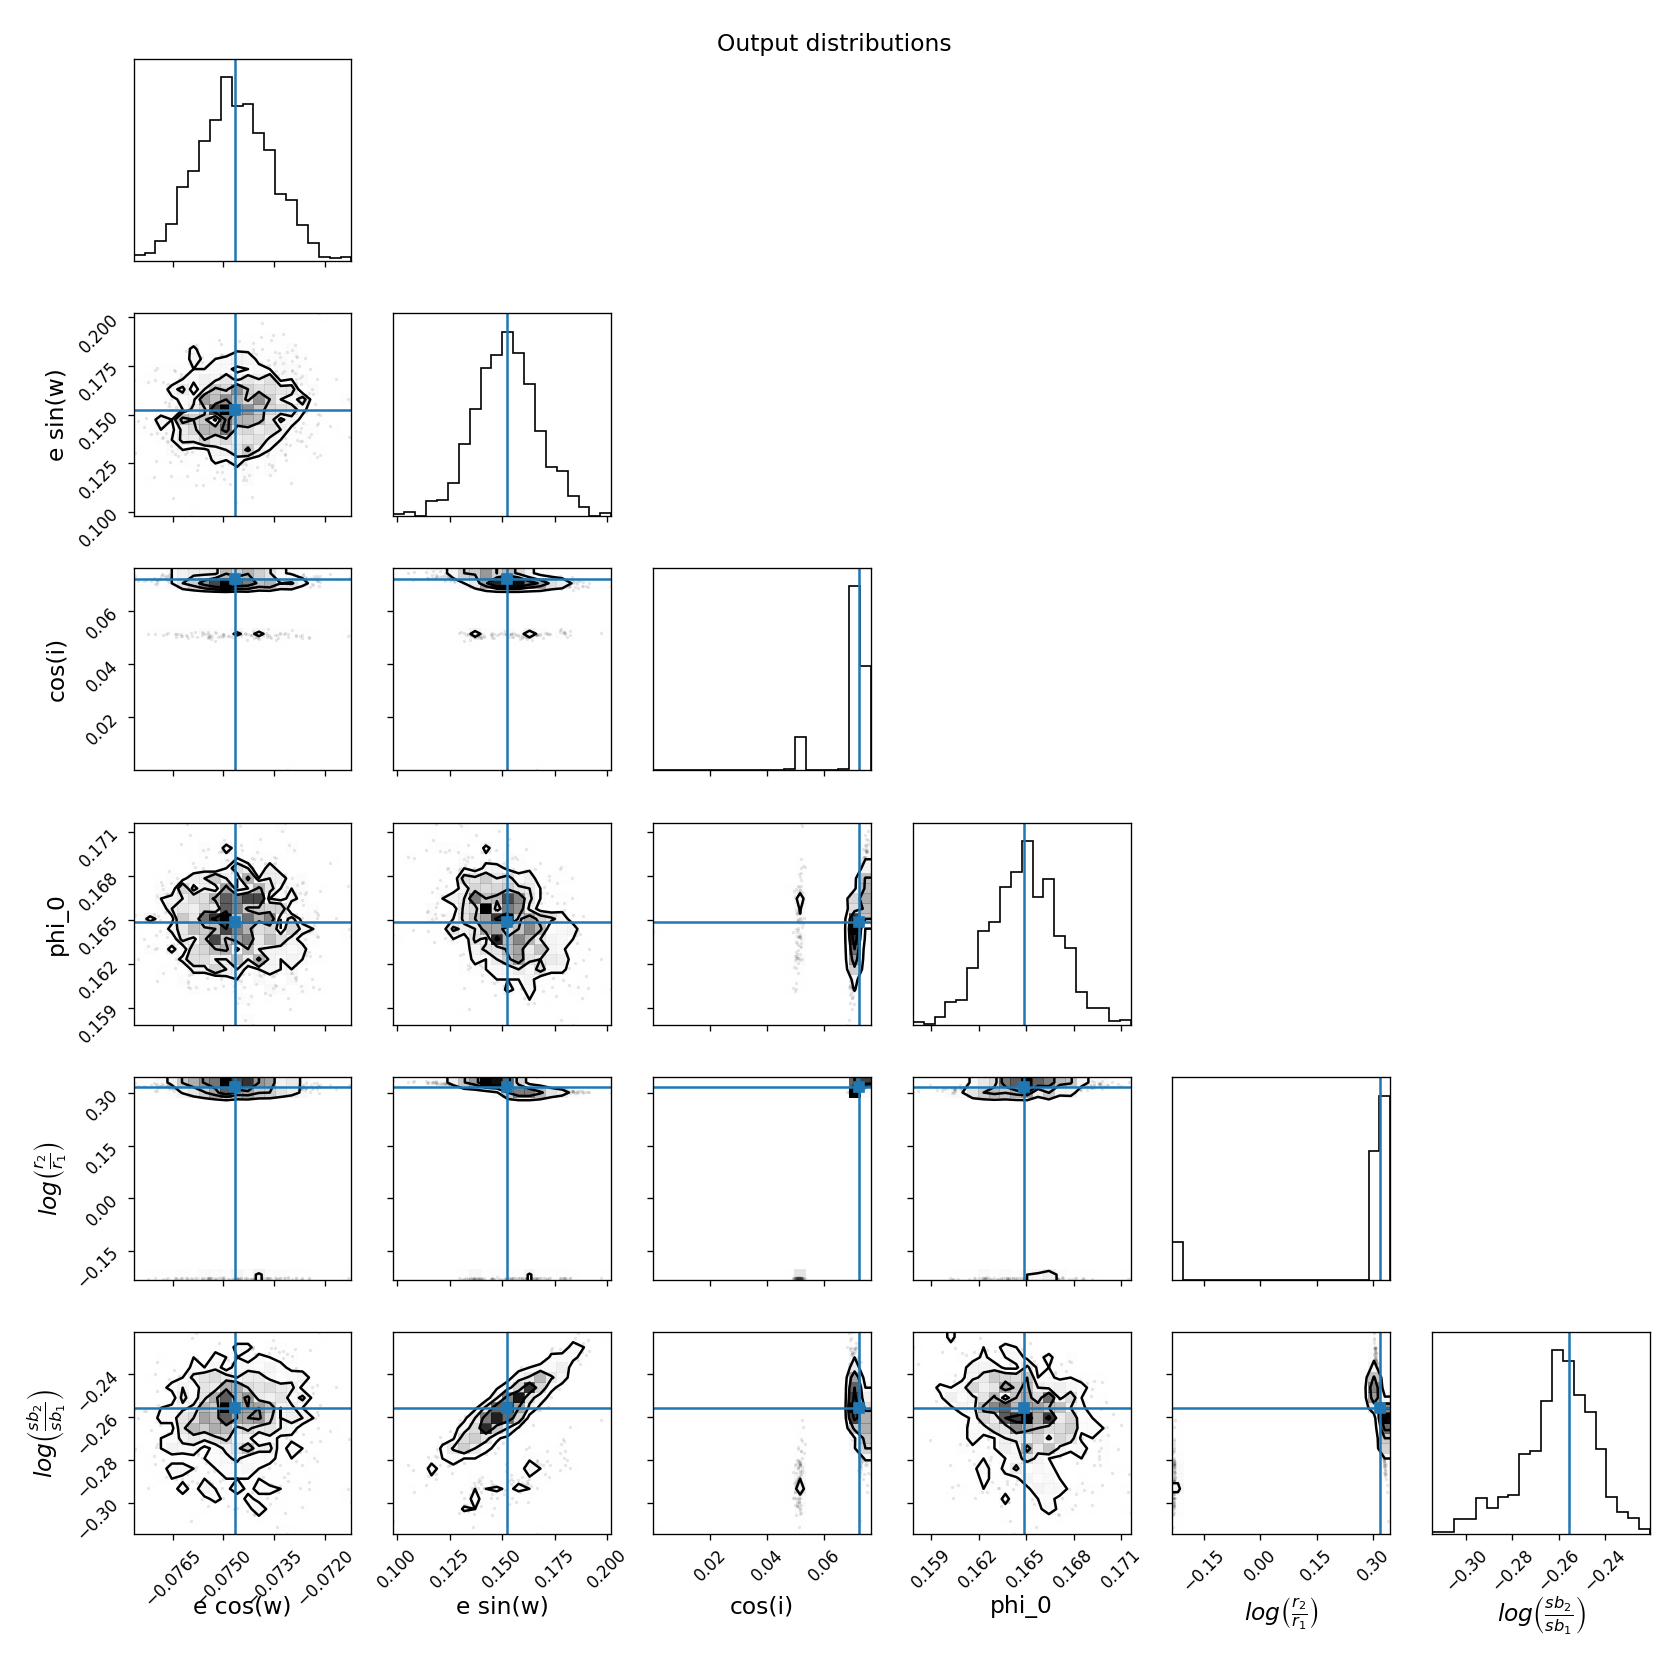 Output distributions
0.200
0.175
0.150
0.125
0.100
e sin(w)
0.06
0.04
0.02
cos(i)
0.171
0.168
0.165
0.162
0.159
phi_0
0.30
0.15
0.00
−0.15
log(r₂/r₁)
−0.24
−0.26
−0.28
−0.30
log(sb₂/sb₁)
−0.0765 −0.0750 −0.0735 −0.0720
e cos(w)
0.100 0.125 0.150 0.175 0.200
e sin(w)
0.02 0.04 0.06
cos(i)
0.159 0.162 0.165 0.168 0.171
phi_0
−0.15 0.00 0.15 0.30
log(r₂/r₁)
−0.30 −0.28 −0.26 −0.24
log(sb₂/sb₁)